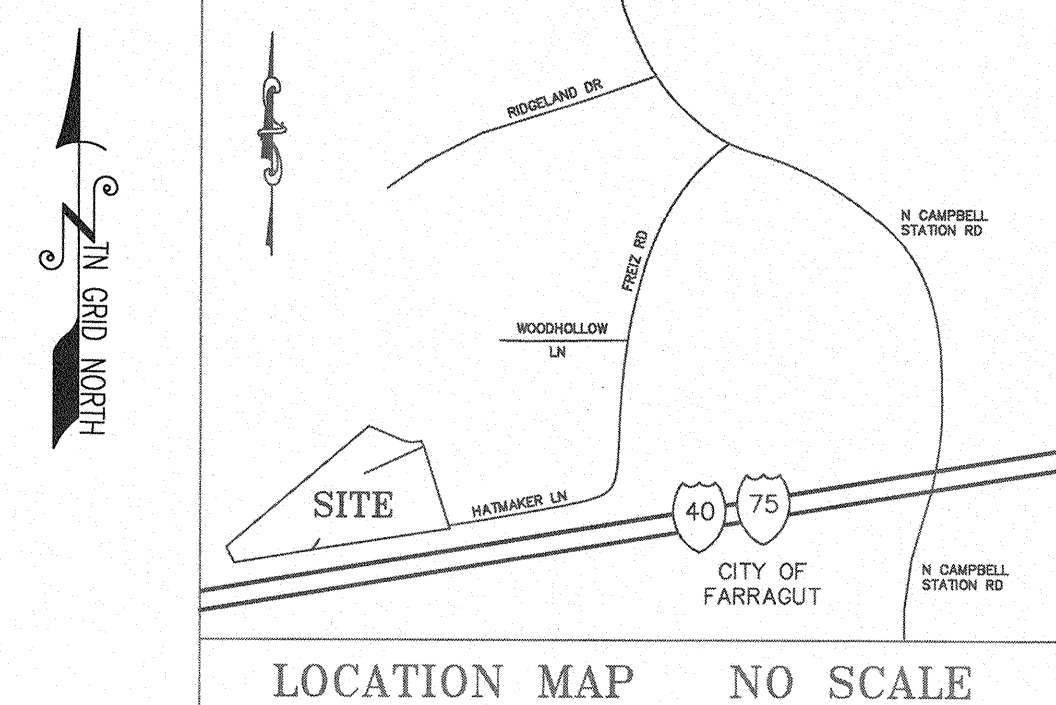 TN GRID NORTH
RIDGELAND DR
N CAMPBELL
STATION RD
FREIZ RD
WOODHOLLOW
LN
SITE
HATMAKER LN
40
75
CITY OF
FARRAGUT
N CAMPBELL
STATION RD
LOCATION MAP NO SCALE